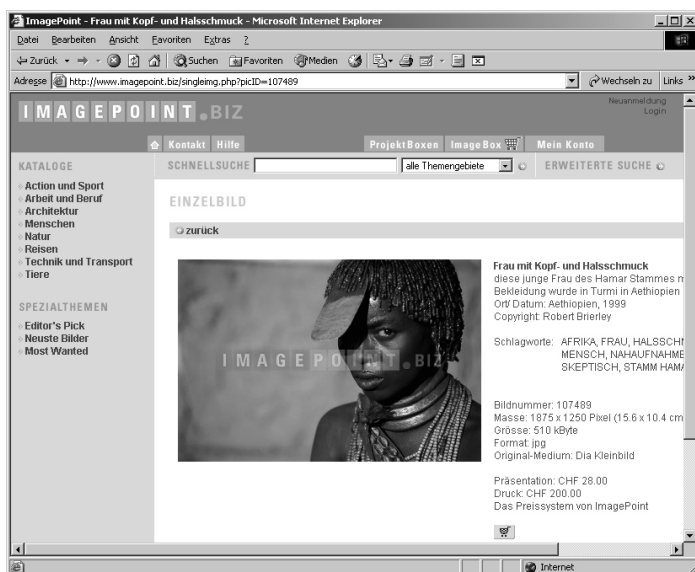 ImagePoint - Frau mit Kopf- und Halsschmuck - Microsoft Internet Explorer
Datei Bearbeiten Ansicht Favoriten Extras ?
Zurück Suchen Favoriten Medien
Adresse http://www.imagepoint.biz/singleimg.php?picID=107489 Wechseln zu Links »
IMAGEPOINT.BIZ
Neuanmeldung
Login
Kontakt Hilfe ProjektBoxen ImageBox Mein Konto
KATALOGE
Action und Sport
Arbeit und Beruf
Architektur
Menschen
Natur
Reisen
Technik und Transport
Tiere
SPEZIALTHEMEN
Editor's Pick
Neuste Bilder
Most Wanted
SCHNELLSUCHE alle Themengebiete ERWEITERTE SUCHE
EINZELBILD
zurück
IMAGEPOINT.BIZ
Frau mit Kopf- und Halsschmuck
diese junge Frau des Hamar Stammes m
Bekleidung wurde in Turmi in Aethiopien
Ort/ Datum: Aethiopien, 1999
Copyright: Robert Brierley
Schlagworte: AFRIKA, FRAU, HALSSCHN
MENSCH, NAHAUFNAHME
SKEPTISCH, STAMM HAMA
Bildnummer: 107489
Masse: 1875 x 1250 Pixel (15.6 x 10.4 cm
Grösse: 510 kByte
Format: jpg
Original-Medium: Dia Kleinbild
Präsentation: CHF 28.00
Druck: CHF 200.00
Das Preissystem von ImagePoint
Internet